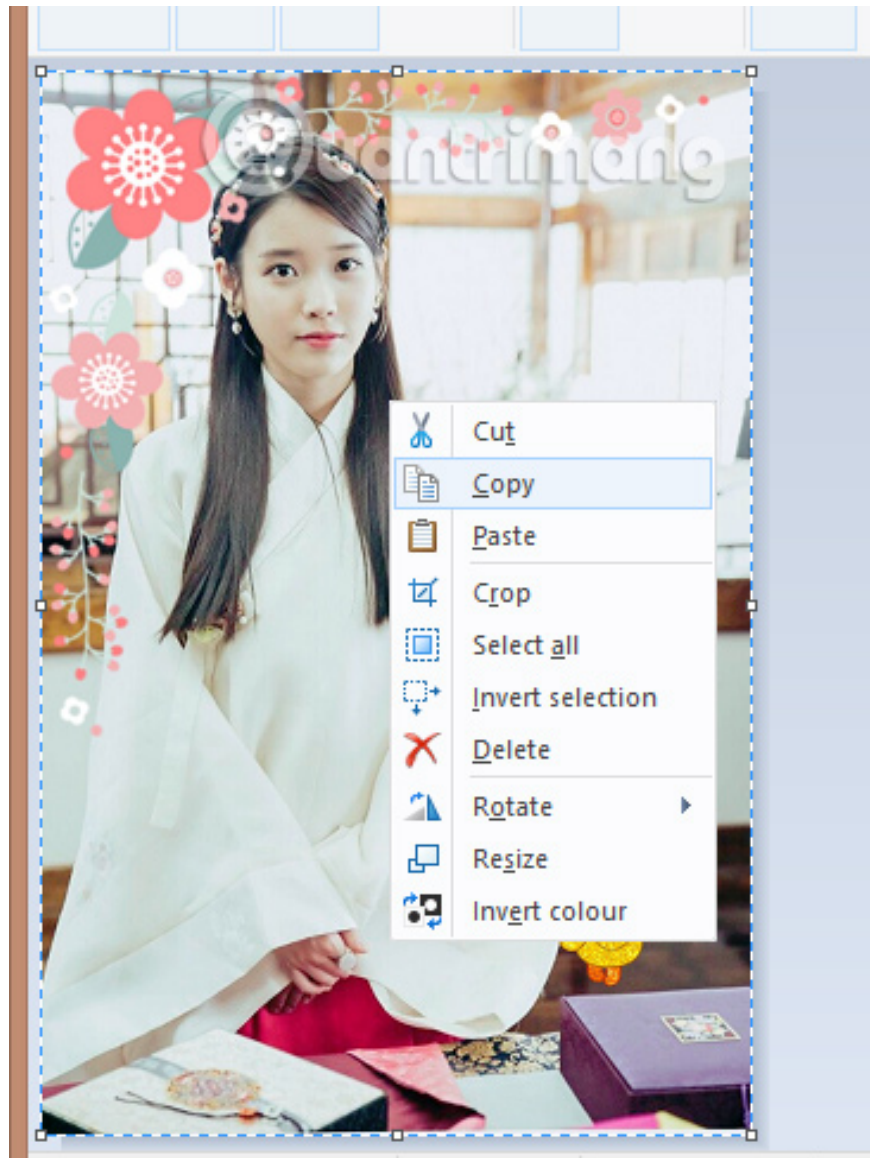 Quantrimang
Cut
Copy
Paste
Crop
Select all
Invert selection
Delete
Rotate
Resize
Invert colour